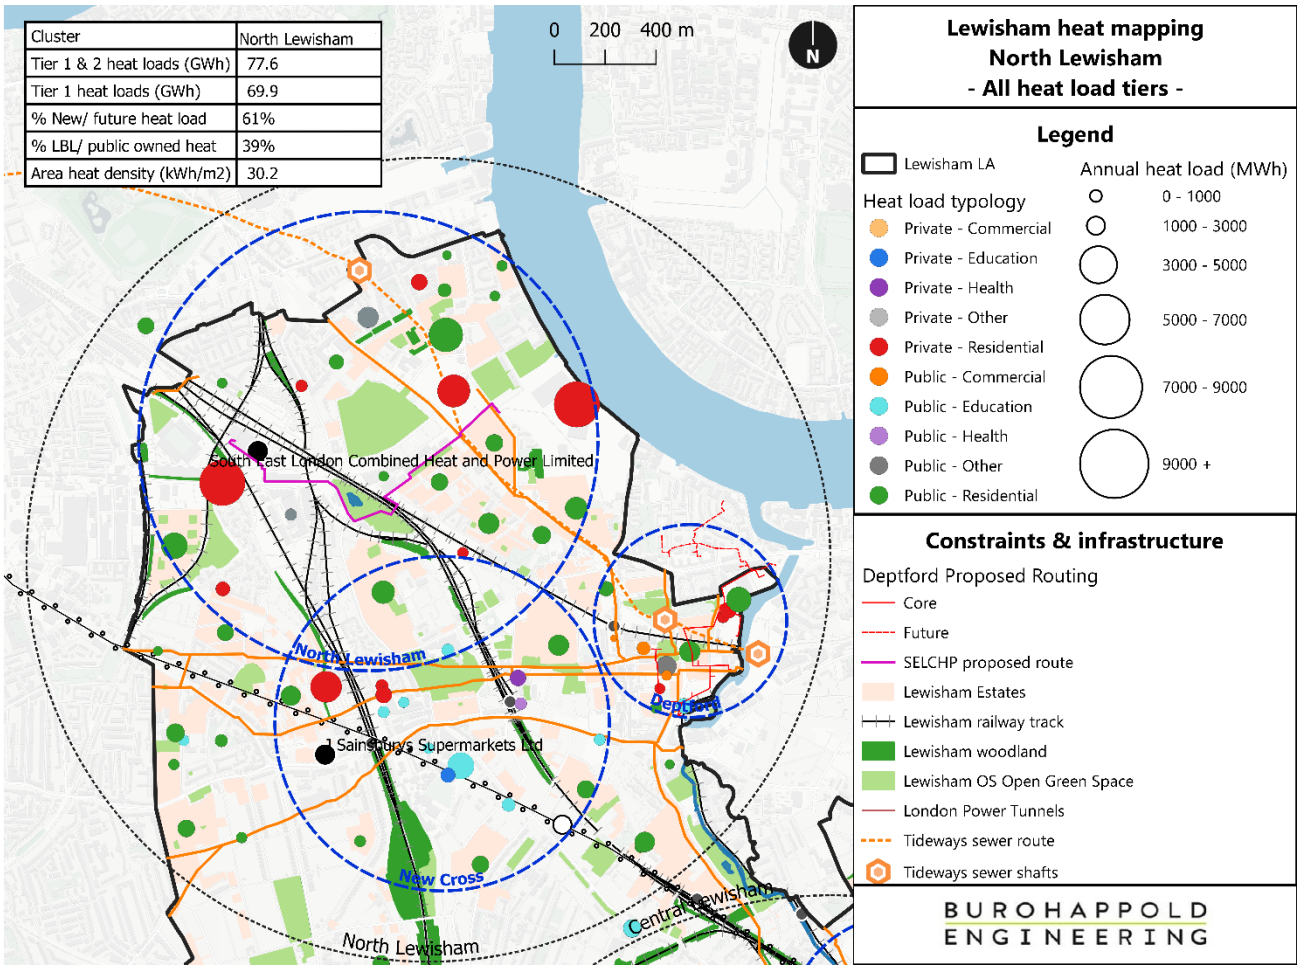 Cluster North Lewisham
Tier 1 & 2 heat loads (GWh) 77.6
Tier 1 heat loads (GWh) 69.9
% New/ future heat load 61%
% LBL/ public owned heat 39%
Area heat density (kWh/m2) 30.2
0 200 400 m
N
South East London Combined Heat and Power Limited
North Lewisham
Deptford
J Sainsburys Supermarkets Ltd
New Cross
Central Lewisham
North Lewisham
Lewisham heat mapping
North Lewisham
- All heat load tiers -
Legend
Lewisham LA
Heat load typology
Private - Commercial
Private - Education
Private - Health
Private - Other
Private - Residential
Public - Commercial
Public - Education
Public - Health
Public - Other
Public - Residential
Annual heat load (MWh)
0 - 1000
1000 - 3000
3000 - 5000
5000 - 7000
7000 - 9000
9000 +
Constraints & infrastructure
Deptford Proposed Routing
Core
Future
SELCHP proposed route
Lewisham Estates
Lewisham railway track
Lewisham woodland
Lewisham OS Open Green Space
London Power Tunnels
Tideways sewer route
Tideways sewer shafts
BUROHAPPOLD
ENGINEERING